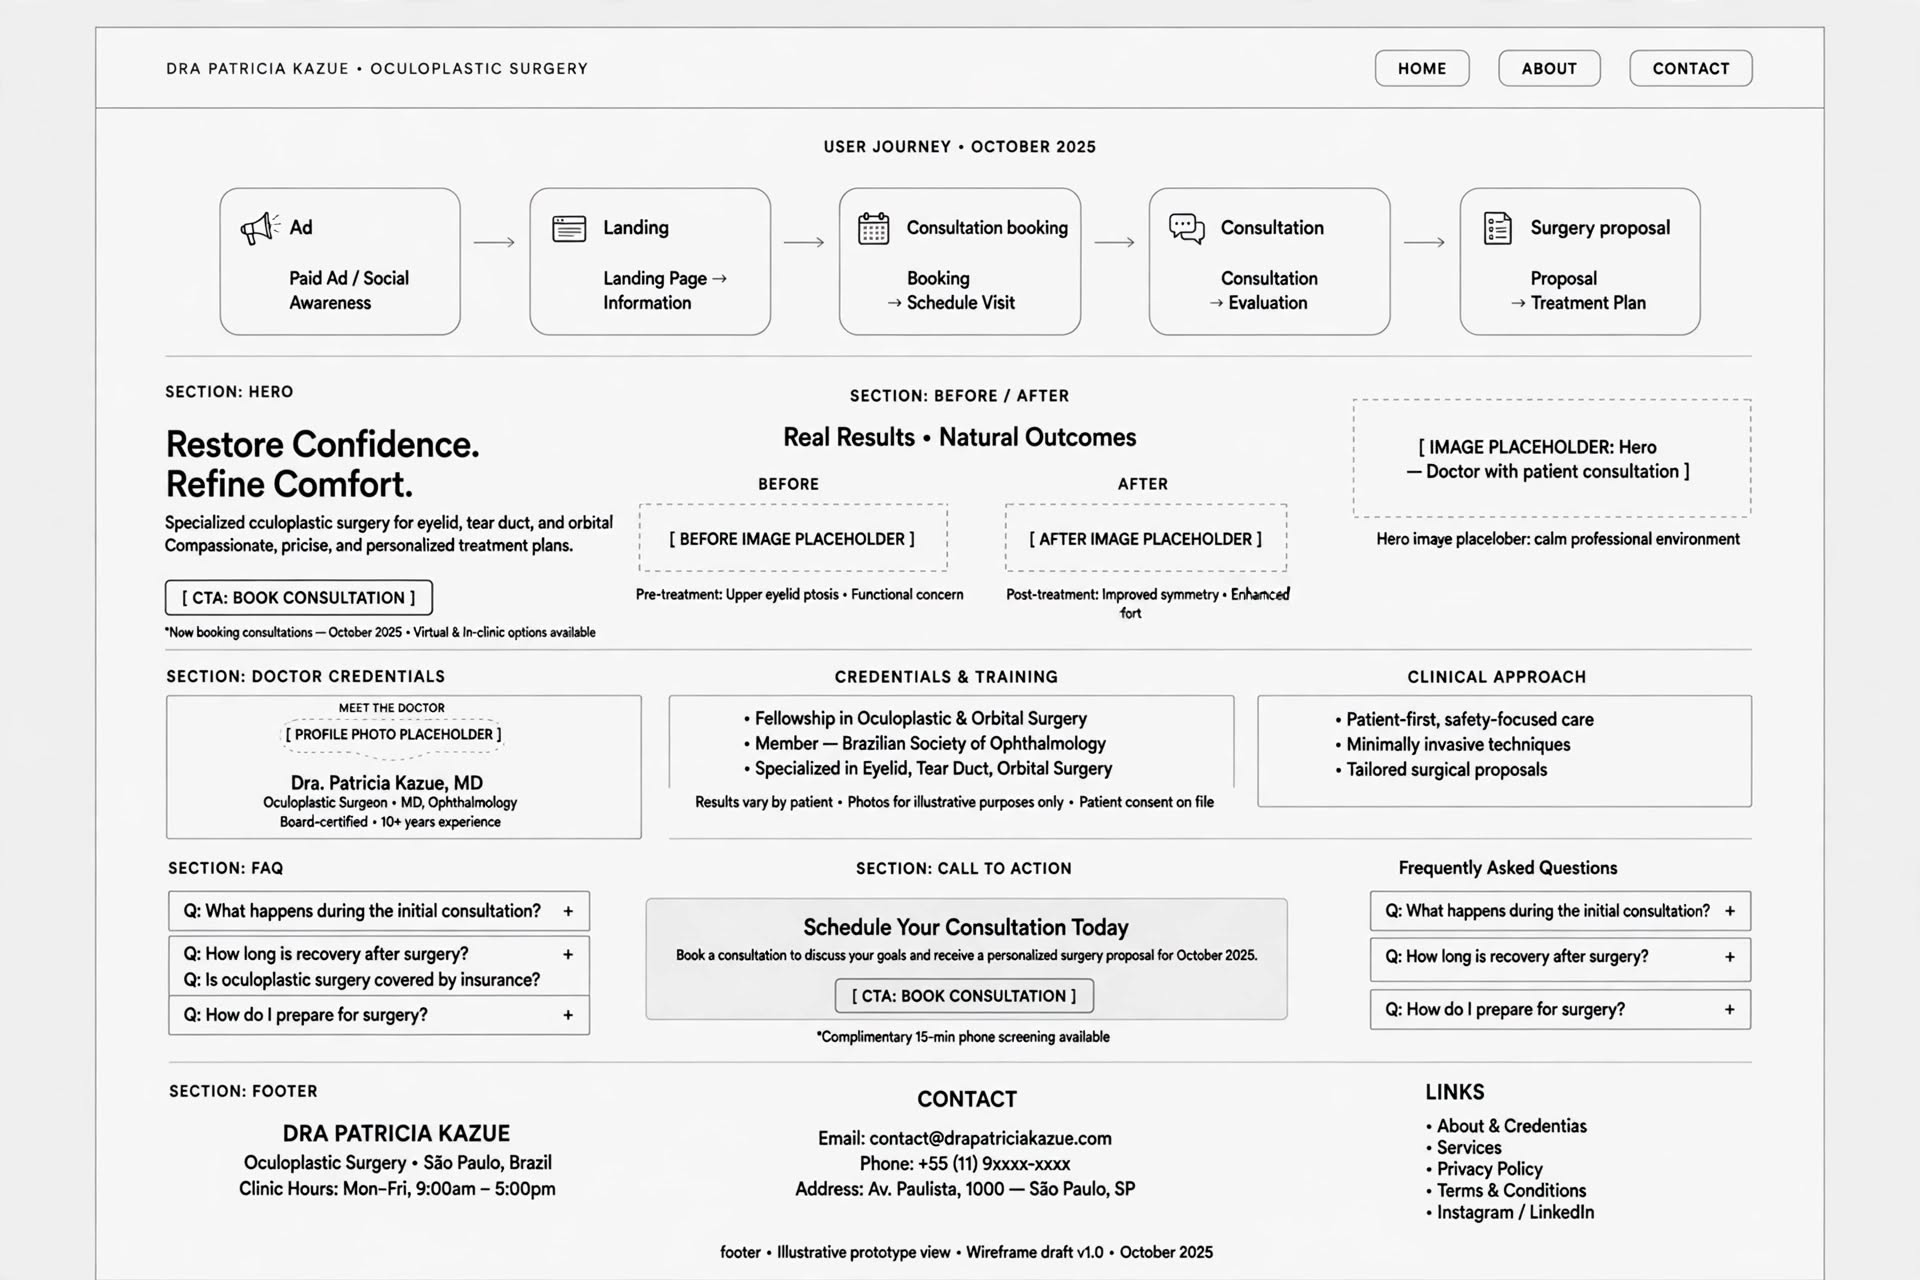 DRA PATRICIA KAZUE • OCULOPLASTIC SURGERY
HOME
ABOUT
CONTACT
USER JOURNEY • OCTOBER 2025
Ad
Paid Ad / Social
Awareness
Landing
Landing Page →
Information
Consultation booking
Booking
→ Schedule Visit
Consultation
Consultation
→ Evaluation
Surgery proposal
Proposal
→ Treatment Plan
SECTION: HERO
Restore Confidence.
Refine Comfort.
Specialized cculoplastic surgery for eyelid, tear duct, and orbital
Compassionate, pricise, and personalized treatment plans.
[ CTA: BOOK CONSULTATION ]
*Now booking consultations — October 2025 • Virtual & In-clinic options available
SECTION: BEFORE / AFTER
Real Results • Natural Outcomes
BEFORE
[ BEFORE IMAGE PLACEHOLDER ]
Pre-treatment: Upper eyelid ptosis • Functional concern
AFTER
[ AFTER IMAGE PLACEHOLDER ]
Post-treatment: Improved symmetry • Enhamced
fort
[ IMAGE PLACEHOLDER: Hero
— Doctor with patient consultation ]
Hero imaye placelober: calm professional environment
SECTION: DOCTOR CREDENTIALS
MEET THE DOCTOR
[ PROFILE PHOTO PLACEHOLDER ]
Dra. Patricia Kazue, MD
Oculoplastic Surgeon • MD, Ophthalmology
Board-certified • 10+ years experience
CREDENTIALS & TRAINING
• Fellowship in Oculoplastic & Orbital Surgery
• Member — Brazilian Society of Ophthalmology
• Specialized in Eyelid, Tear Duct, Orbital Surgery
Results vary by patient • Photos for illustrative purposes only • Patient consent on file
CLINICAL APPROACH
• Patient-first, safety-focused care
• Minimally invasive techniques
• Tailored surgical proposals
SECTION: FAQ
Q: What happens during the initial consultation? +
Q: How long is recovery after surgery? +
Q: Is oculoplastic surgery covered by insurance?
Q: How do I prepare for surgery? +
SECTION: CALL TO ACTION
Schedule Your Consultation Today
Book a consultation to discuss your goals and receive a personalized surgery proposal for October 2025.
[ CTA: BOOK CONSULTATION ]
*Complimentary 15-min phone screening available
Frequently Asked Questions
Q: What happens during the initial consultation? +
Q: How long is recovery after surgery? +
Q: How do I prepare for surgery? +
SECTION: FOOTER
DRA PATRICIA KAZUE
Oculoplastic Surgery • São Paulo, Brazil
Clinic Hours: Mon–Fri, 9:00am – 5:00pm
CONTACT
Email: contact@drapatriciakazue.com
Phone: +55 (11) 9xxxx-xxxx
Address: Av. Paulista, 1000 — São Paulo, SP
LINKS
• About & Credentias
• Services
• Privacy Policy
• Terms & Conditions
• Instagram / LinkedIn
footer • Illustrative prototype view • Wireframe draft v1.0 • October 2025